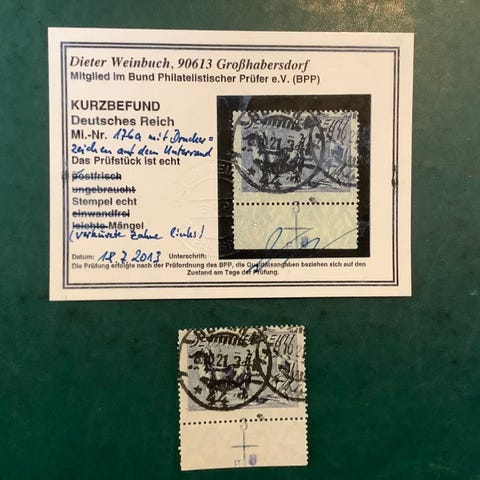 Dieter Weinbuch, 90613 Großhabersdorf
Mitglied im Bund Philatelistischer Prüfer e.V. (BPP)
KURZBEFUND
Deutsches Reich
Mi.-Nr. 176a mit Drucker=
zeichen auf dem Unterrand
Das Prüfstück ist echt
postfrisch
ungebraucht
Stempel echt
einwandfrei
leichte Mängel
(verkürzte Zähne links!
Datum: 18.7.2013 Unterschrift:
Die Prüfung erfolgte nach der Prüfordnung des BPP, die Qualitätsangaben beziehen sich auf den
Zustand am Tage der Prüfung.